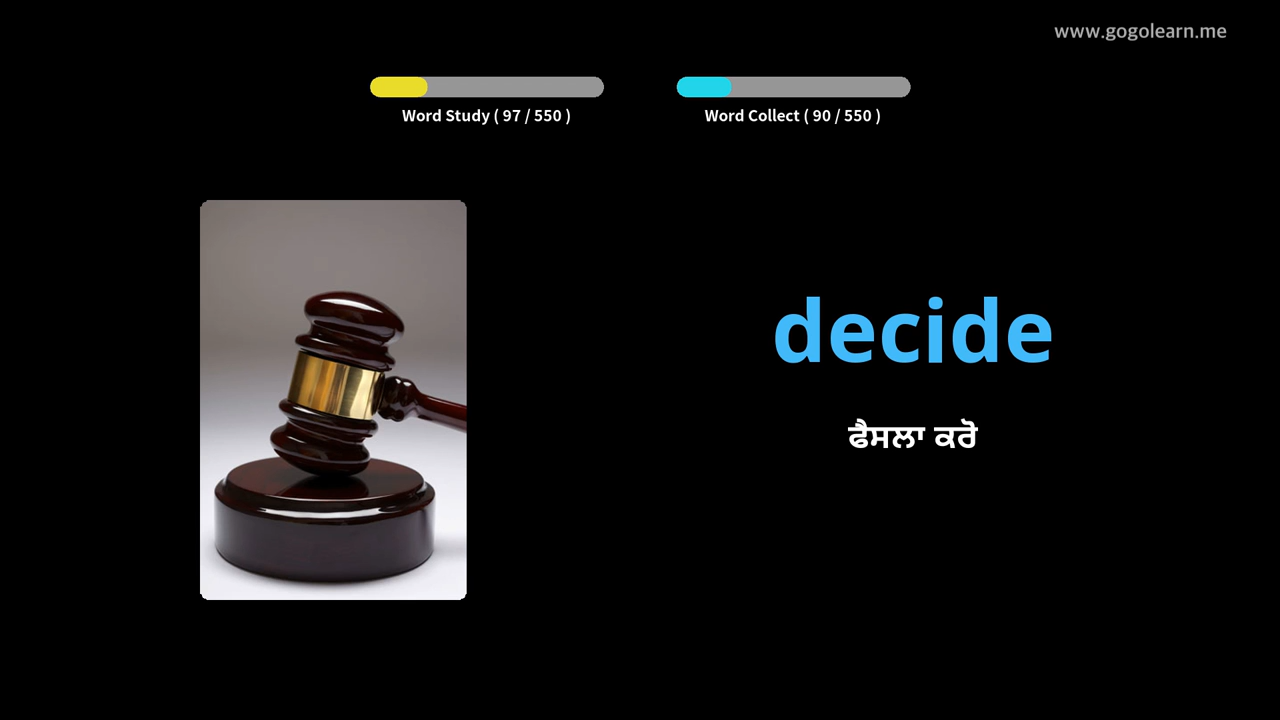 www.gogolearn.me
Word Study ( 97 / 550 )
Word Collect ( 90 / 550 )
decide
ਫੈਸਲਾ ਕਰੋ